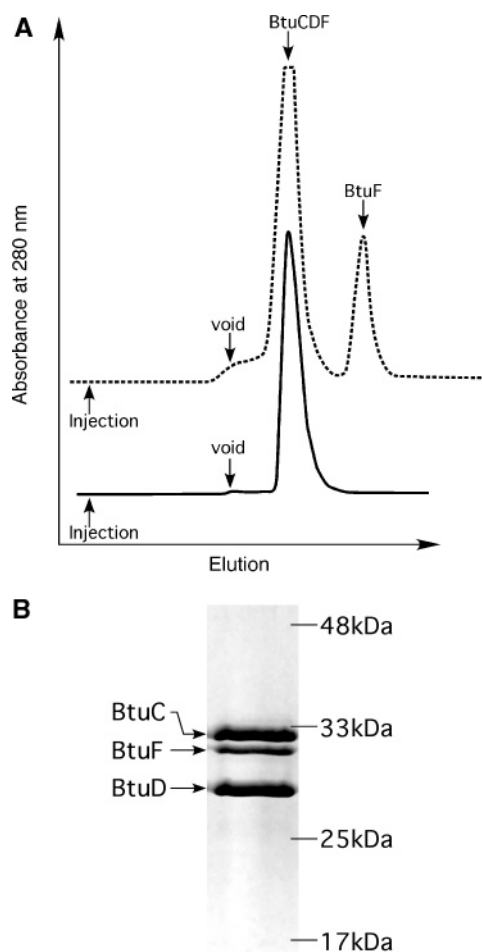 A
BtuCDF
BtuF
void
Injection
void
Injection
Absorbance at 280 nm
Elution
B
48kDa
BtuC
33kDa
BtuF
BtuD
25kDa
17kDa